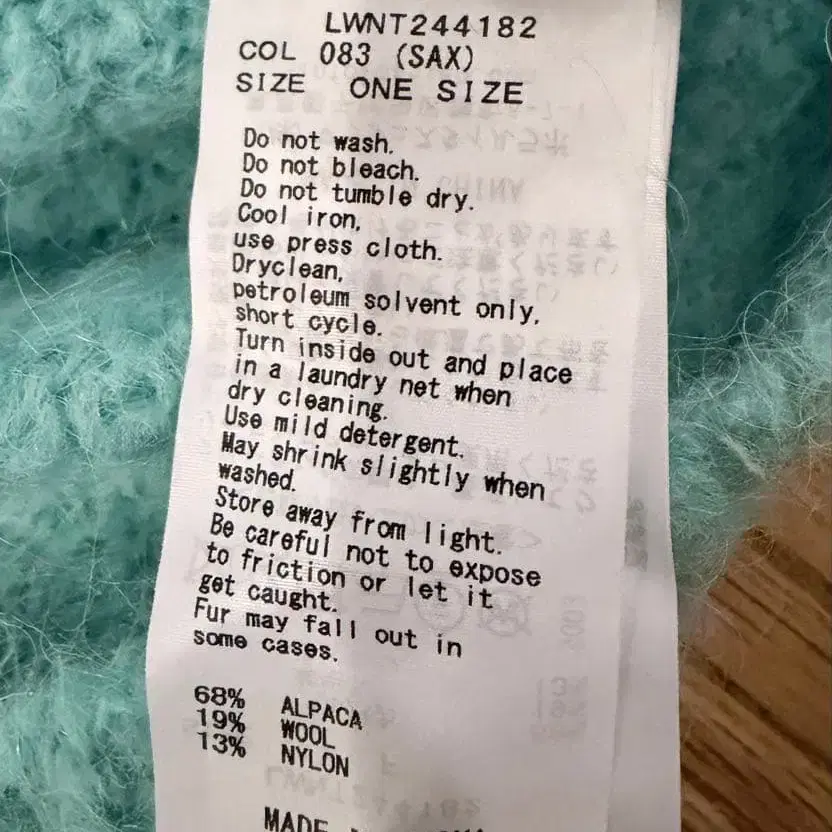 LWNT244182
COL 083 (SAX)
SIZE ONE SIZE
Do not wash.
Do not bleach.
Do not tumble dry.
Cool iron,
use press cloth.
Dryclean,
petroleum solvent only,
short cycle.
Turn inside out and place
in a laundry net when
dry cleaning.
Use mild detergent.
May shrink slightly when
washed.
Store away from light.
Be careful not to expose
to friction or let it
get caught.
Fur may fall out in
some cases.
68% ALPACA
19% WOOL
13% NYLON
MADE